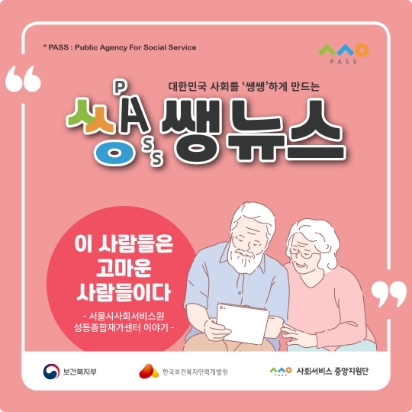 * PASS : Public Agency For Social Service
PASS
대한민국 사회를 '쌩쌩'하게 만드는
씽PASS쌩뉴스
이 사람들은
고마운
사람들이다
- 서울시사회서비스원
성동종합재가센터 이야기 -
보건복지부
한국보건복지인력개발원
PASS 사회서비스 중앙지원단